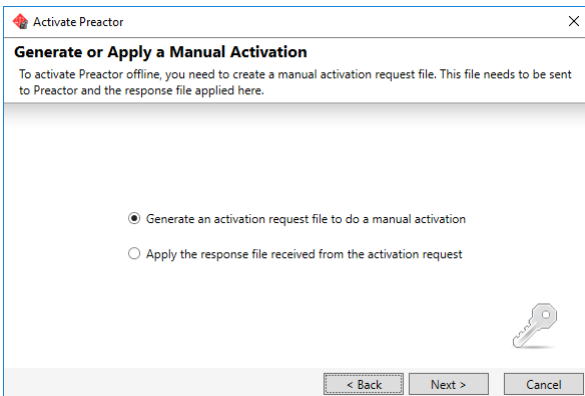 Activate Preactor
Generate or Apply a Manual Activation
To activate Preactor offline, you need to create a manual activation request file. This file needs to be sent
to Preactor and the response file applied here.
Generate an activation request file to do a manual activation
Apply the response file received from the activation request
< Back
Next >
Cancel